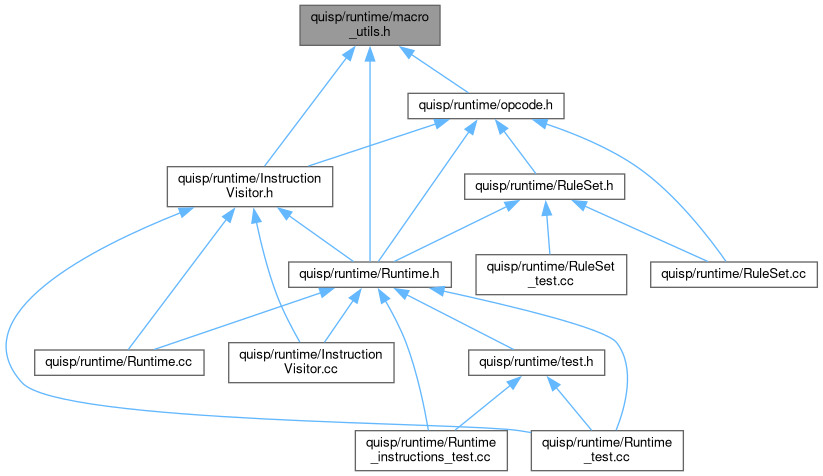 quisp/runtime/macro
_utils.h
quisp/runtime/opcode.h
quisp/runtime/Instruction
Visitor.h
quisp/runtime/RuleSet.h
quisp/runtime/Runtime.h
quisp/runtime/RuleSet
_test.cc
quisp/runtime/RuleSet.cc
quisp/runtime/Runtime.cc
quisp/runtime/Instruction
Visitor.cc
quisp/runtime/test.h
quisp/runtime/Runtime
_instructions_test.cc
quisp/runtime/Runtime
_test.cc